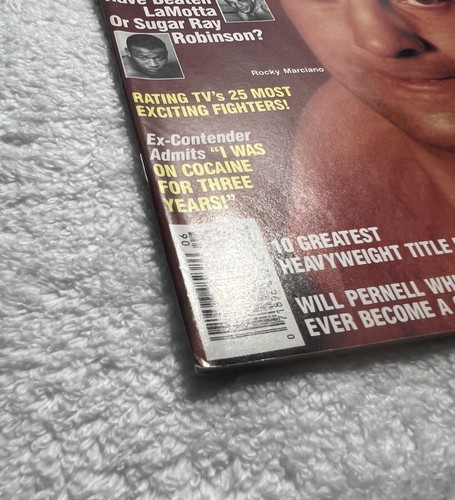 Have Beaten
LaMotta
Or Sugar Ray
Robinson?
Rocky Marciano
RATING TV's 25 MOST
EXCITING FIGHTERS!
Ex-Contender
Admits "I WAS
ON COCAINE
FOR THREE
YEARS!"
06
10 GREATEST
HEAVYWEIGHT TITLE
WILL PERNELL WH
EVER BECOME A